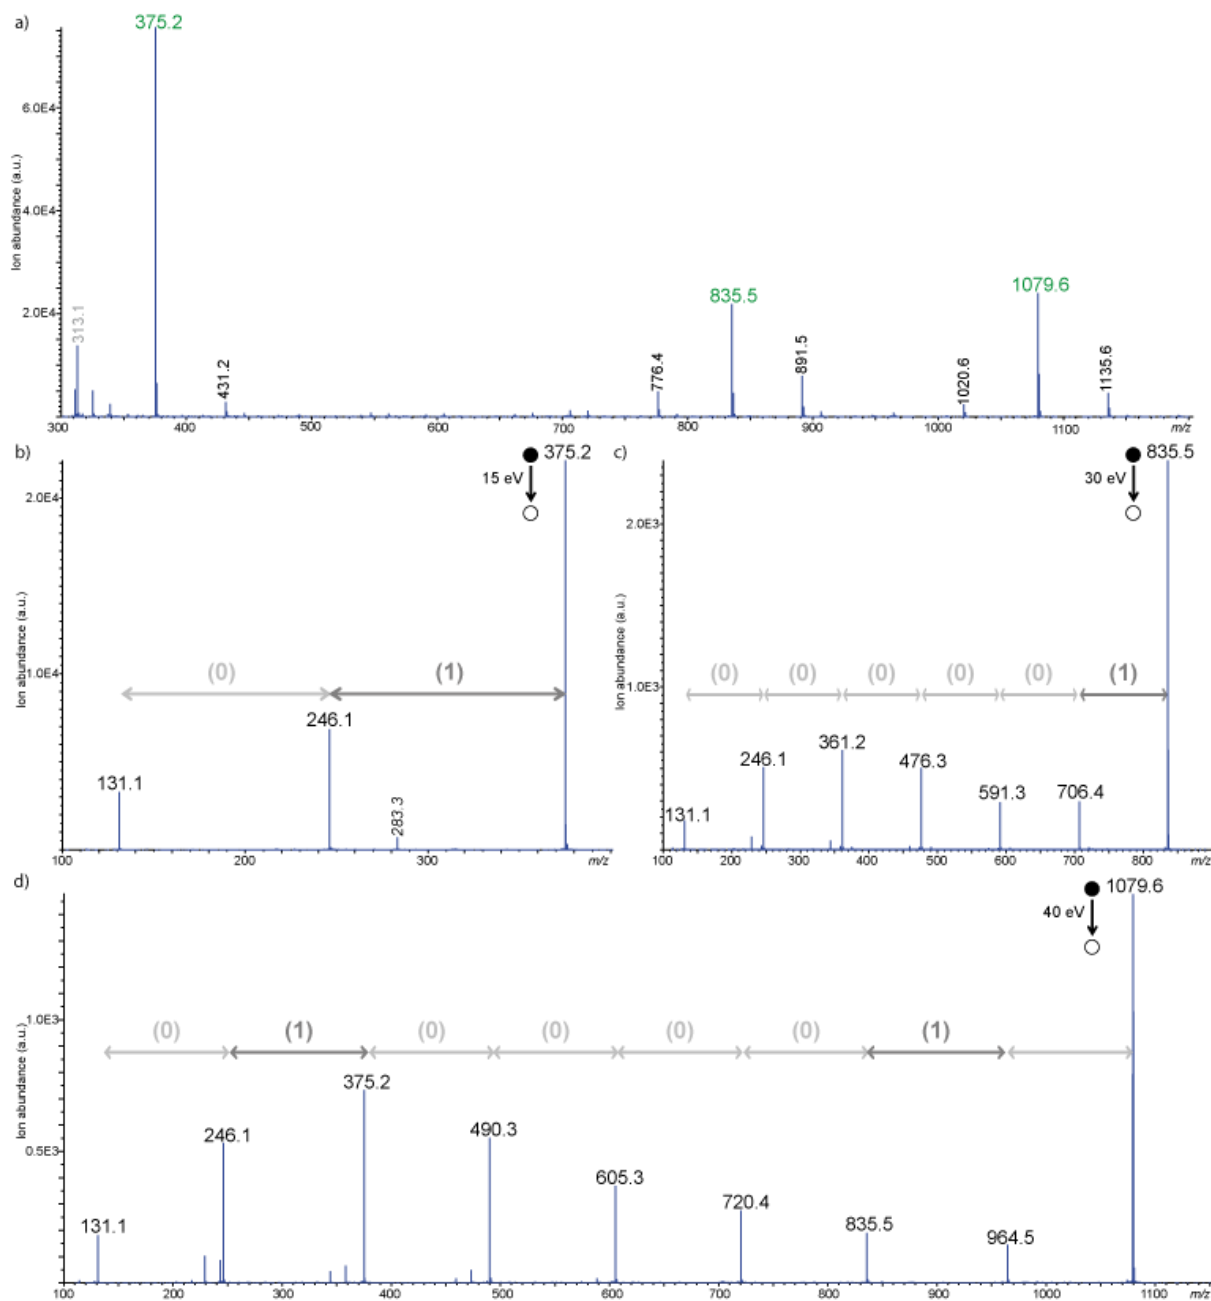 a)
375.2
6.0E4
4.0E4
2.0E4
Ion abundance (a.u.)
313.1
431.2
776.4
835.5
891.5
1020.6
1079.6
1135.6
300 400 500 600 700 800 900 1000 1100 m/z
b)
375.2
15 eV
2.0E4
1.0E4
Ion abundance (a.u.)
(0) (1)
246.1
131.1
283.3
100 200 300 m/z
c)
835.5
30 eV
2.0E3
1.0E3
Ion abundance (a.u.)
(0) (0) (0) (0) (0) (1)
131.1
246.1
361.2
476.3
591.3
706.4
100 200 300 400 500 600 700 800 m/z
d)
1079.6
40 eV
1.0E3
0.5E3
Ion abundance (a.u.)
(0) (1) (0) (0) (0) (0) (1)
131.1
246.1
375.2
490.3
605.3
720.4
835.5
964.5
100 200 300 400 500 600 700 800 900 1000 1100 m/z